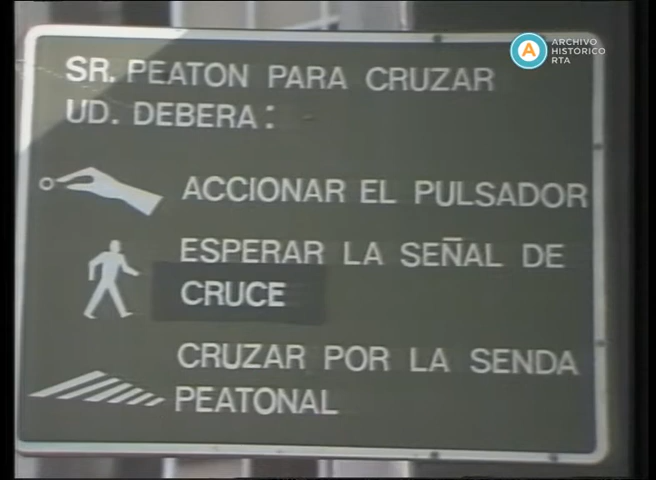 A ARCHIVO
HISTORICO
RTA
SR. PEATON PARA CRUZAR
UD. DEBERA:
ACCIONAR EL PULSADOR
ESPERAR LA SEÑAL DE
CRUCE
CRUZAR POR LA SENDA
PEATONAL